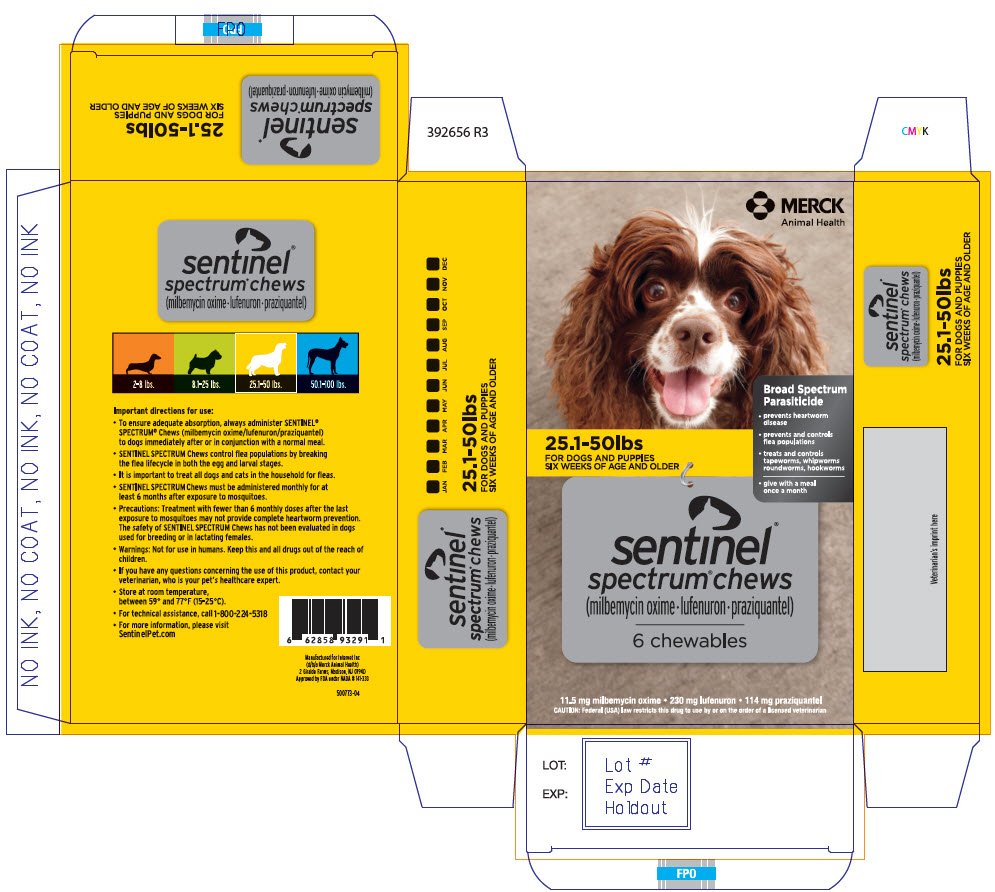 FPO
25.1-50lbs
FOR DOGS AND PUPPIES
SIX WEEKS OF AGE AND OLDER
sentinel®
spectrum® chews
(milbemycin oxime · lufenuron · praziquantel)
NO INK, NO COAT, NO INK, NO COAT, NO INK
sentinel®
spectrum® chews
(milbemycin oxime · lufenuron · praziquantel)
2-8 lbs.
8.1-25 lbs.
25.1-50 lbs.
50.1-100 lbs.
Important directions for use:
• To ensure adequate absorption, always administer SENTINEL®
SPECTRUM® Chews (milbemycin oxime/lufenuron/praziquantel)
to dogs immediately after or in conjunction with a normal meal.
• SENTINEL SPECTRUM Chews control flea populations by breaking
the flea lifecycle in both the egg and larval stages.
• It is important to treat all dogs and cats in the household for fleas.
• SENTINEL SPECTRUM Chews must be administered monthly for at
least 6 months after exposure to mosquitoes.
• Precautions: Treatment with fewer than 6 monthly doses after the last
exposure to mosquitoes may not provide complete heartworm prevention.
The safety of SENTINEL SPECTRUM Chews has not been evaluated in dogs
used for breeding or in lactating females.
• Warnings: Not for use in humans. Keep this and all drugs out of the reach of
children.
• If you have any questions concerning the use of this product, contact your
veterinarian, who is your pet's healthcare expert.
• Store at room temperature,
between 59° and 77°F (15-25°C).
• For technical assistance, call 1-800-224-5318
• For more information, please visit
SentinelPet.com
6 62858 93291 1
Manufactured for Intervet Inc
(d/b/a Merck Animal Health)
2 Giralda Farms, Madison, NJ 07940
Approved by FDA under NADA # 141-333
500773-04
392656 R3
JAN FEB MAR APR MAY JUN JUL AUG SEP OCT NOV DEC
25.1-50lbs
FOR DOGS AND PUPPIES
SIX WEEKS OF AGE AND OLDER
sentinel®
spectrum® chews
(milbemycin oxime · lufenuron · praziquantel)
MERCK
Animal Health
Broad Spectrum
Parasiticide
• prevents heartworm
disease
• prevents and controls
flea populations
• treats and controls
tapeworms, whipworms
roundworms, hookworms
• give with a meal
once a month
25.1-50lbs
FOR DOGS AND PUPPIES
SIX WEEKS OF AGE AND OLDER
sentinel®
spectrum® chews
(milbemycin oxime · lufenuron · praziquantel)
6 chewables
11.5 mg milbemycin oxime • 230 mg lufenuron • 114 mg praziquantel
CAUTION: Federal (USA) law restricts this drug to use by or on the order of a licensed veterinarian
LOT:
EXP:
Lot #
Exp Date
Holdout
FPO
CMYK
25.1-50lbs
FOR DOGS AND PUPPIES
SIX WEEKS OF AGE AND OLDER
sentinel®
spectrum® chews
(milbemycin oxime · lufenuron · praziquantel)
Veterinarian's imprint here